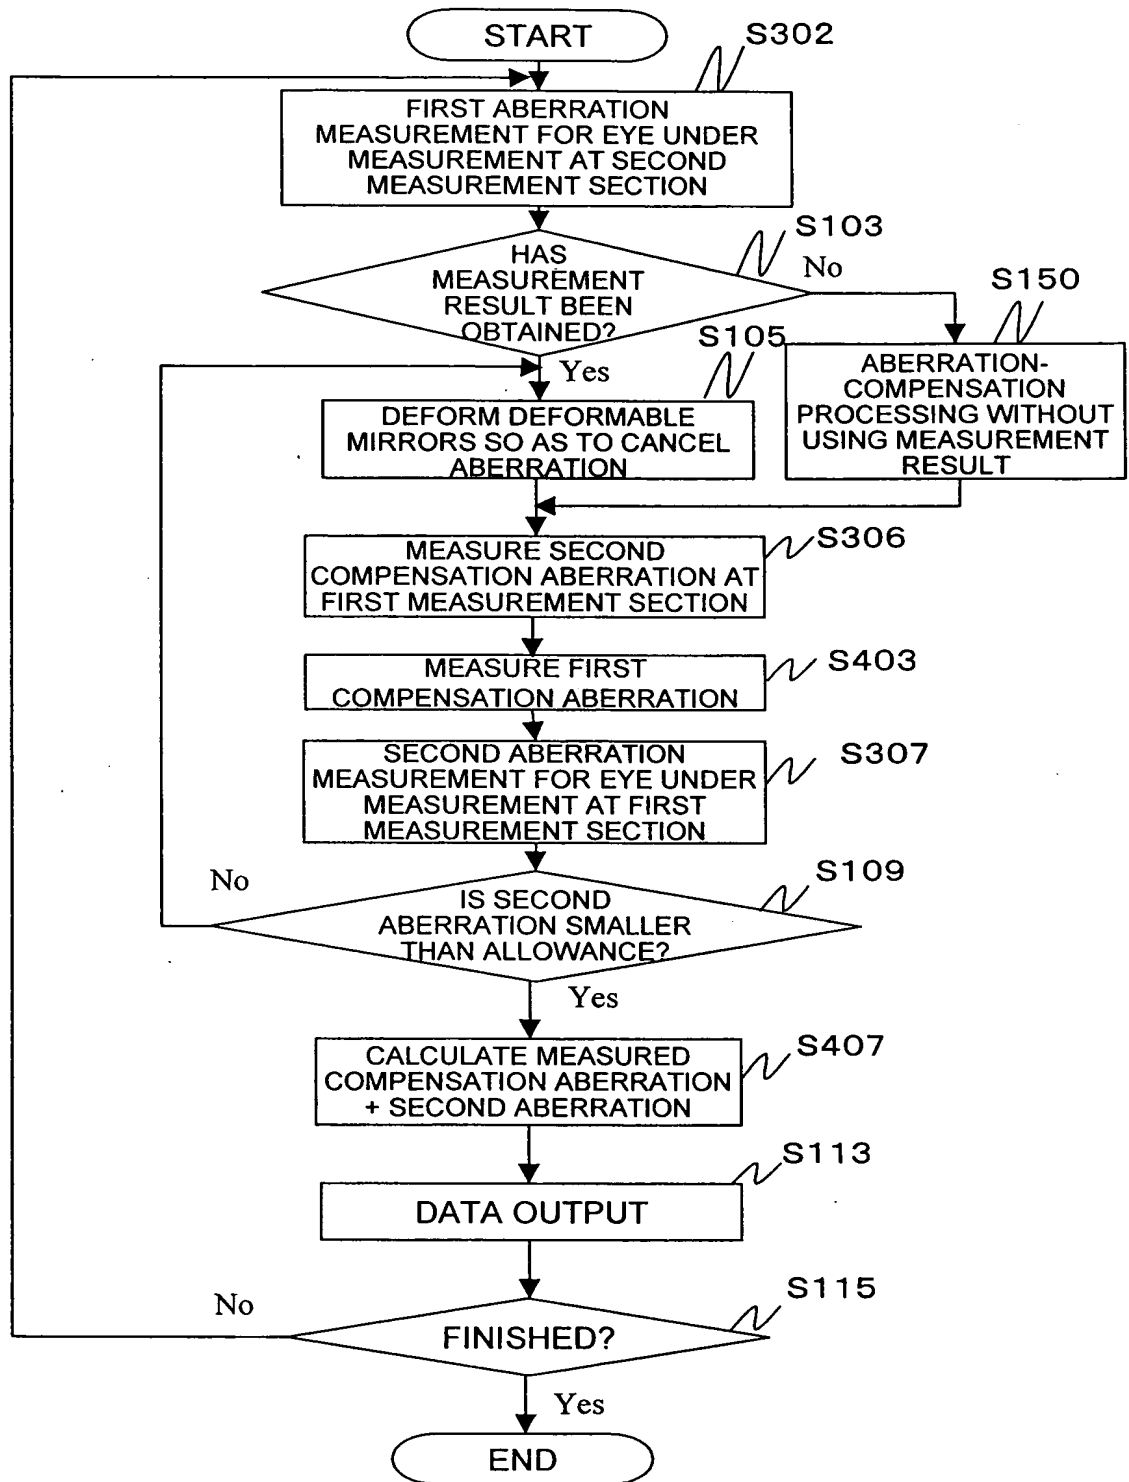 START
S302
FIRST ABERRATION
MEASUREMENT FOR EYE UNDER
MEASUREMENT AT SECOND
MEASUREMENT SECTION
S103
HAS
MEASUREMENT
RESULT BEEN
OBTAINED?
No
S150
ABERRATION-
COMPENSATION
PROCESSING WITHOUT
USING MEASUREMENT
RESULT
Yes
S105
DEFORM DEFORMABLE
MIRRORS SO AS TO CANCEL
ABERRATION
S306
MEASURE SECOND
COMPENSATION ABERRATION AT
FIRST MEASUREMENT SECTION
S403
MEASURE FIRST
COMPENSATION ABERRATION
S307
SECOND ABERRATION
MEASUREMENT FOR EYE UNDER
MEASUREMENT AT FIRST
MEASUREMENT SECTION
No
S109
IS SECOND
ABERRATION SMALLER
THAN ALLOWANCE?
Yes
S407
CALCULATE MEASURED
COMPENSATION ABERRATION
+ SECOND ABERRATION
S113
DATA OUTPUT
No
S115
FINISHED?
Yes
END